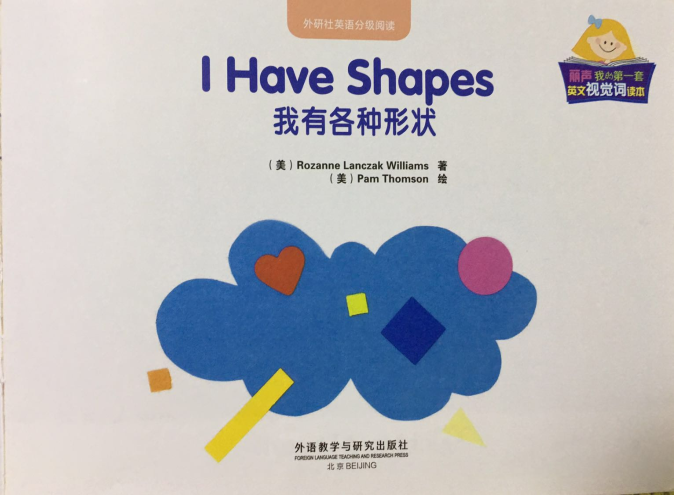 外研社英语分级阅读
I Have Shapes
我有各种形状
丽声 我的第一套
英文视觉词读本
（美）Rozanne Lanczak Williams 著
（美）Pam Thomson 绘
外语教学与研究出版社
FOREIGN LANGUAGE TEACHING AND RESEARCH PRESS
北京 BEIJING